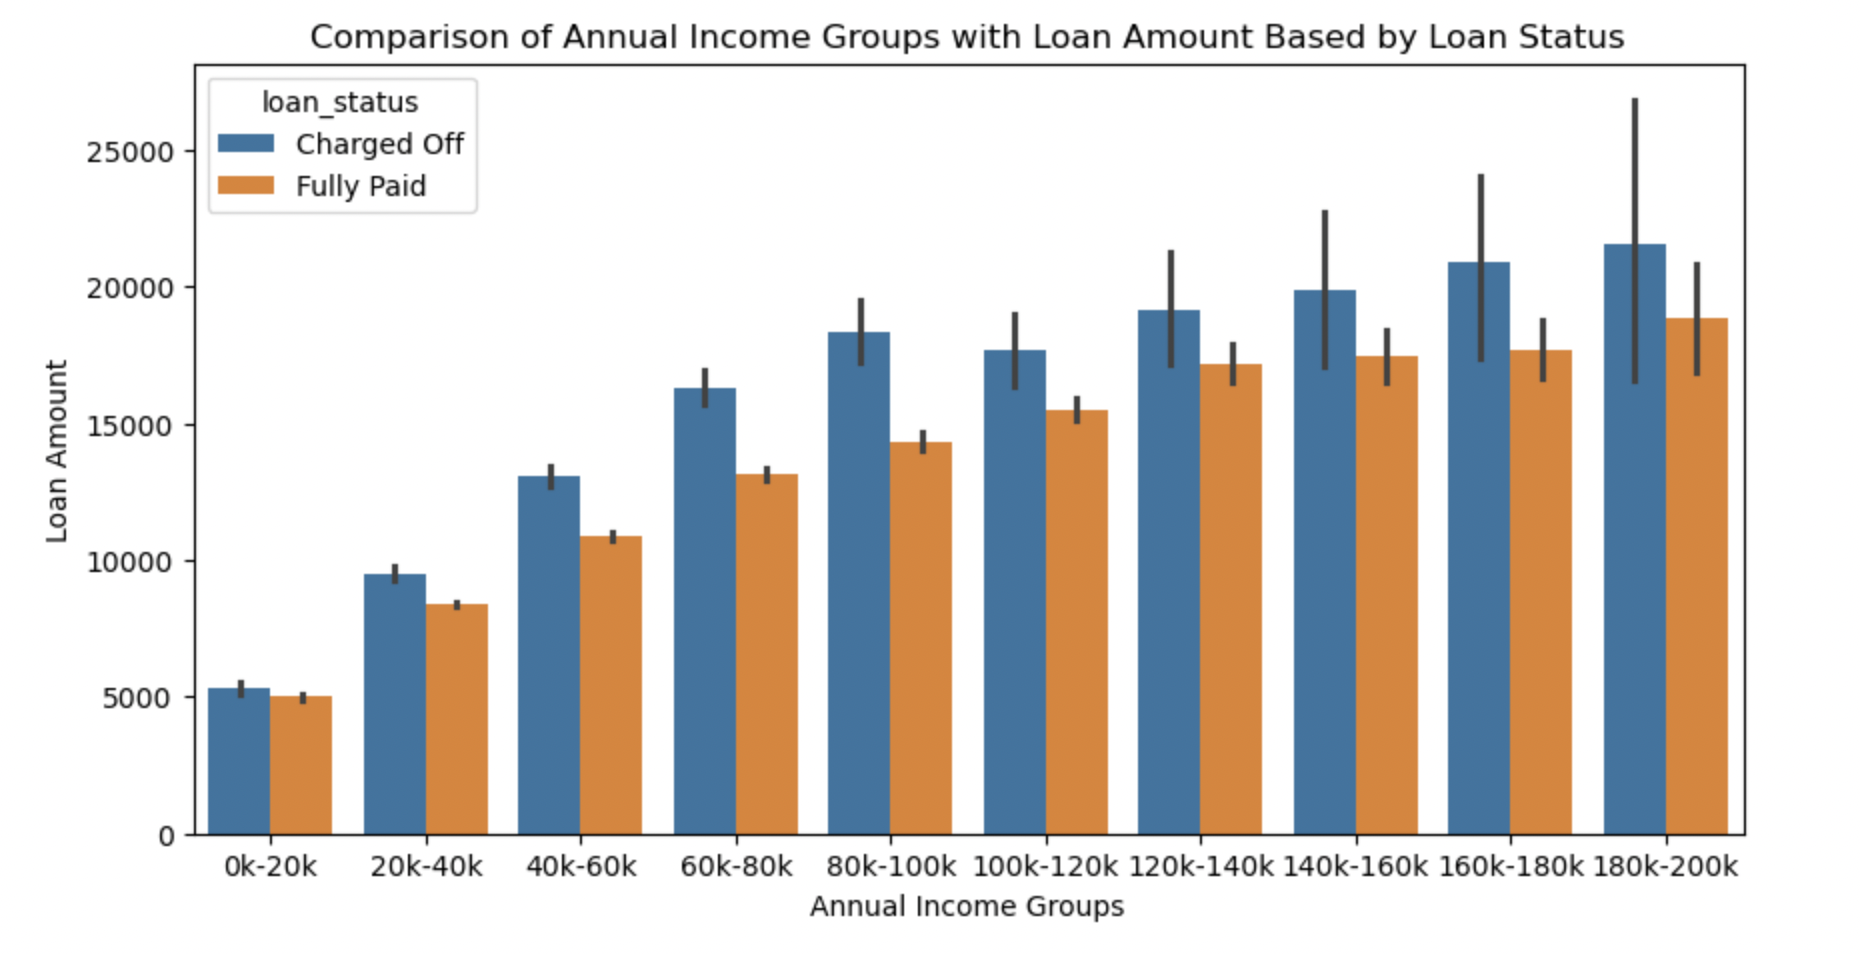 Comparison of Annual Income Groups with Loan Amount Based by Loan Status
loan_status
Charged Off
Fully Paid
Loan Amount
25000
20000
15000
10000
5000
0
0k-20k 20k-40k 40k-60k 60k-80k 80k-100k 100k-120k 120k-140k 140k-160k 160k-180k 180k-200k
Annual Income Groups